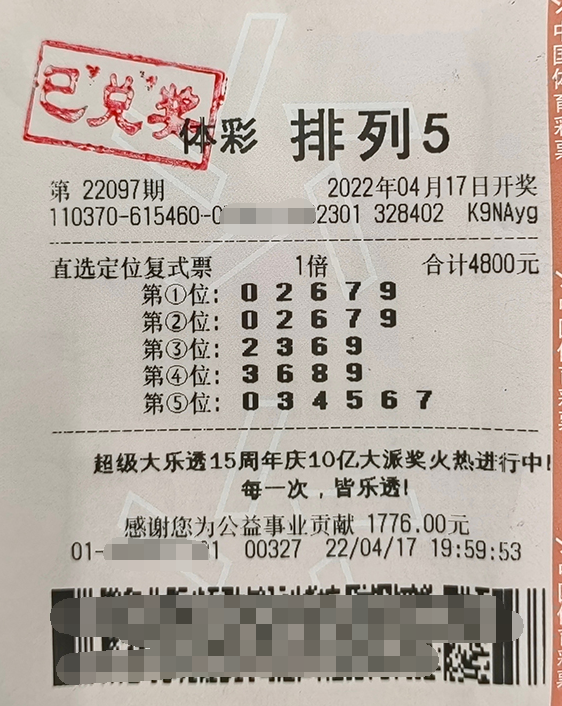 已兑奖
体彩 排列5
第 22097期 2022年04月17日开奖
110370-615460-0 2301 328402 K9NAyg
直选定位复式票 1倍 合计4800元
第①位: 0 2 6 7 9
第②位: 0 2 6 7 9
第③位: 2 3 6 9
第④位: 3 6 8 9
第⑤位: 0 3 4 5 6 7
超级大乐透15周年庆10亿大派奖火热进行中!
每一次，皆乐透!
感谢您为公益事业贡献 1776.00元
01- 1 00327 22/04/17 19:59:53
中国体育彩票